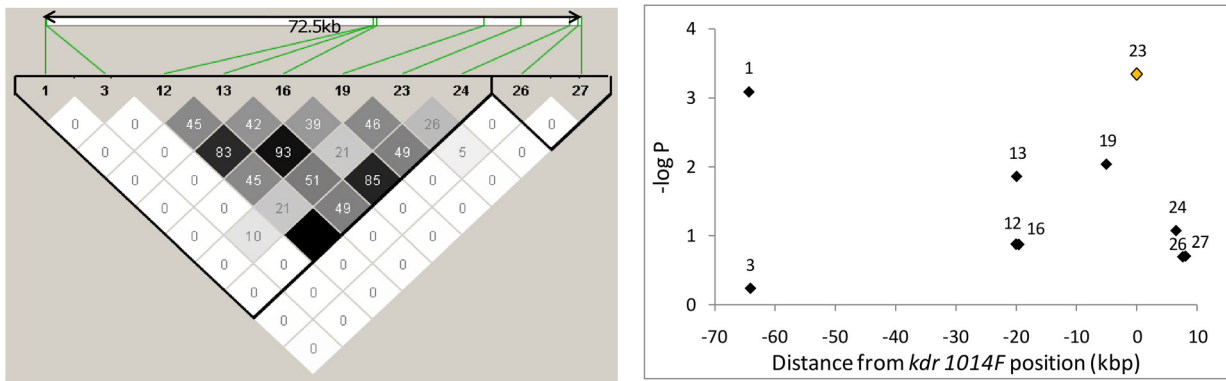 72.5kb
1 3 12 13 16 19 23 24 26 27
0 0 45 42 39 46 26 0 0
0 0 83 93 21 49 5 0
0 0 45 51 85 0 0
0 0 21 49 0 0
0 10 0 0
0 0 0 0
0 0 0
0 0
0
-log P
4
3
2
1
0
1
3
13
12
16
19
23
24
26
27
-70 -60 -50 -40 -30 -20 -10 0 10
Distance from kdr 1014F position (kbp)